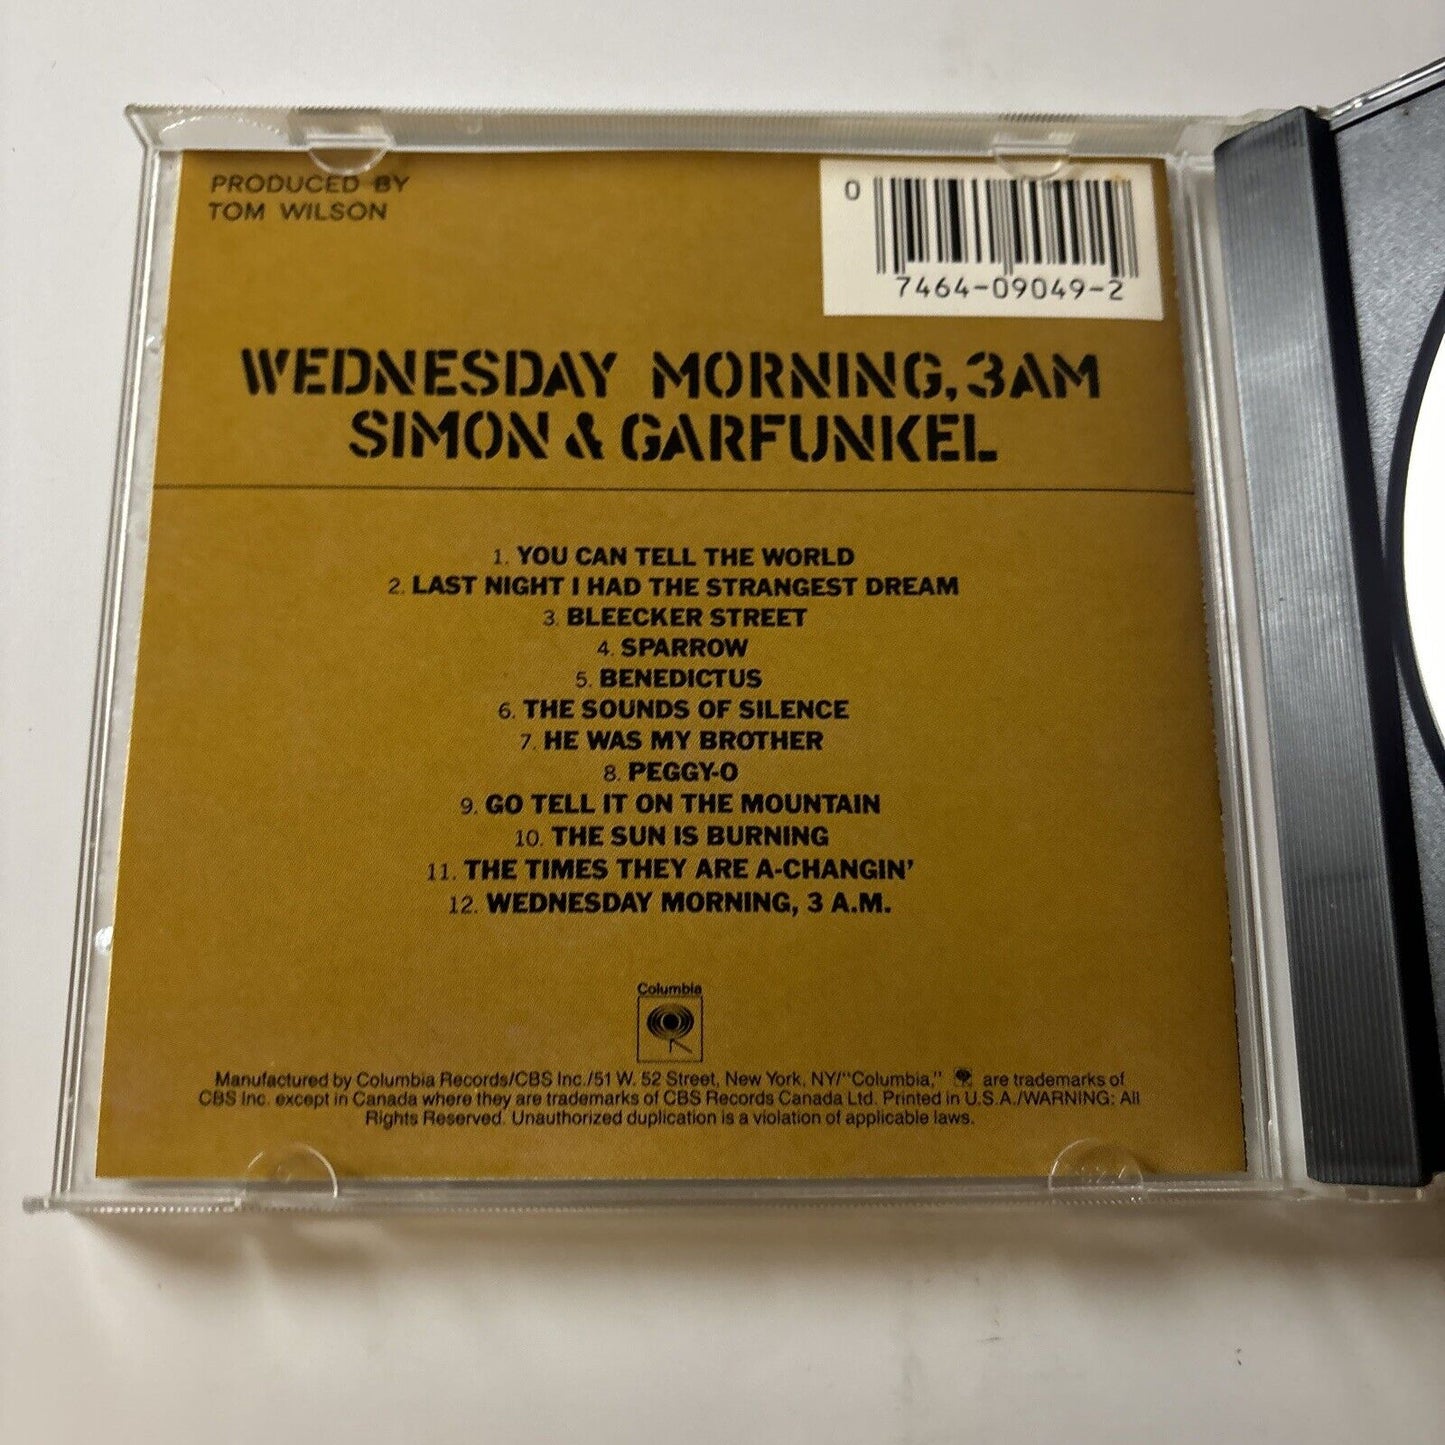 PRODUCED BY
TOM WILSON
0
7464-09049-2
WEDNESDAY MORNING, 3AM
SIMON & GARFUNKEL
1. YOU CAN TELL THE WORLD
2. LAST NIGHT I HAD THE STRANGEST DREAM
3. BLEECKER STREET
4. SPARROW
5. BENEDICTUS
6. THE SOUNDS OF SILENCE
7. HE WAS MY BROTHER
8. PEGGY-O
9. GO TELL IT ON THE MOUNTAIN
10. THE SUN IS BURNING
11. THE TIMES THEY ARE A-CHANGIN'
12. WEDNESDAY MORNING, 3 A.M.
Columbia
Manufactured by Columbia Records/CBS Inc./51 W. 52 Street, New York, NY/"Columbia," are trademarks of
CBS Inc. except in Canada where they are trademarks of CBS Records Canada Ltd. Printed in U.S.A./WARNING: All
Rights Reserved. Unauthorized duplication is a violation of applicable laws.